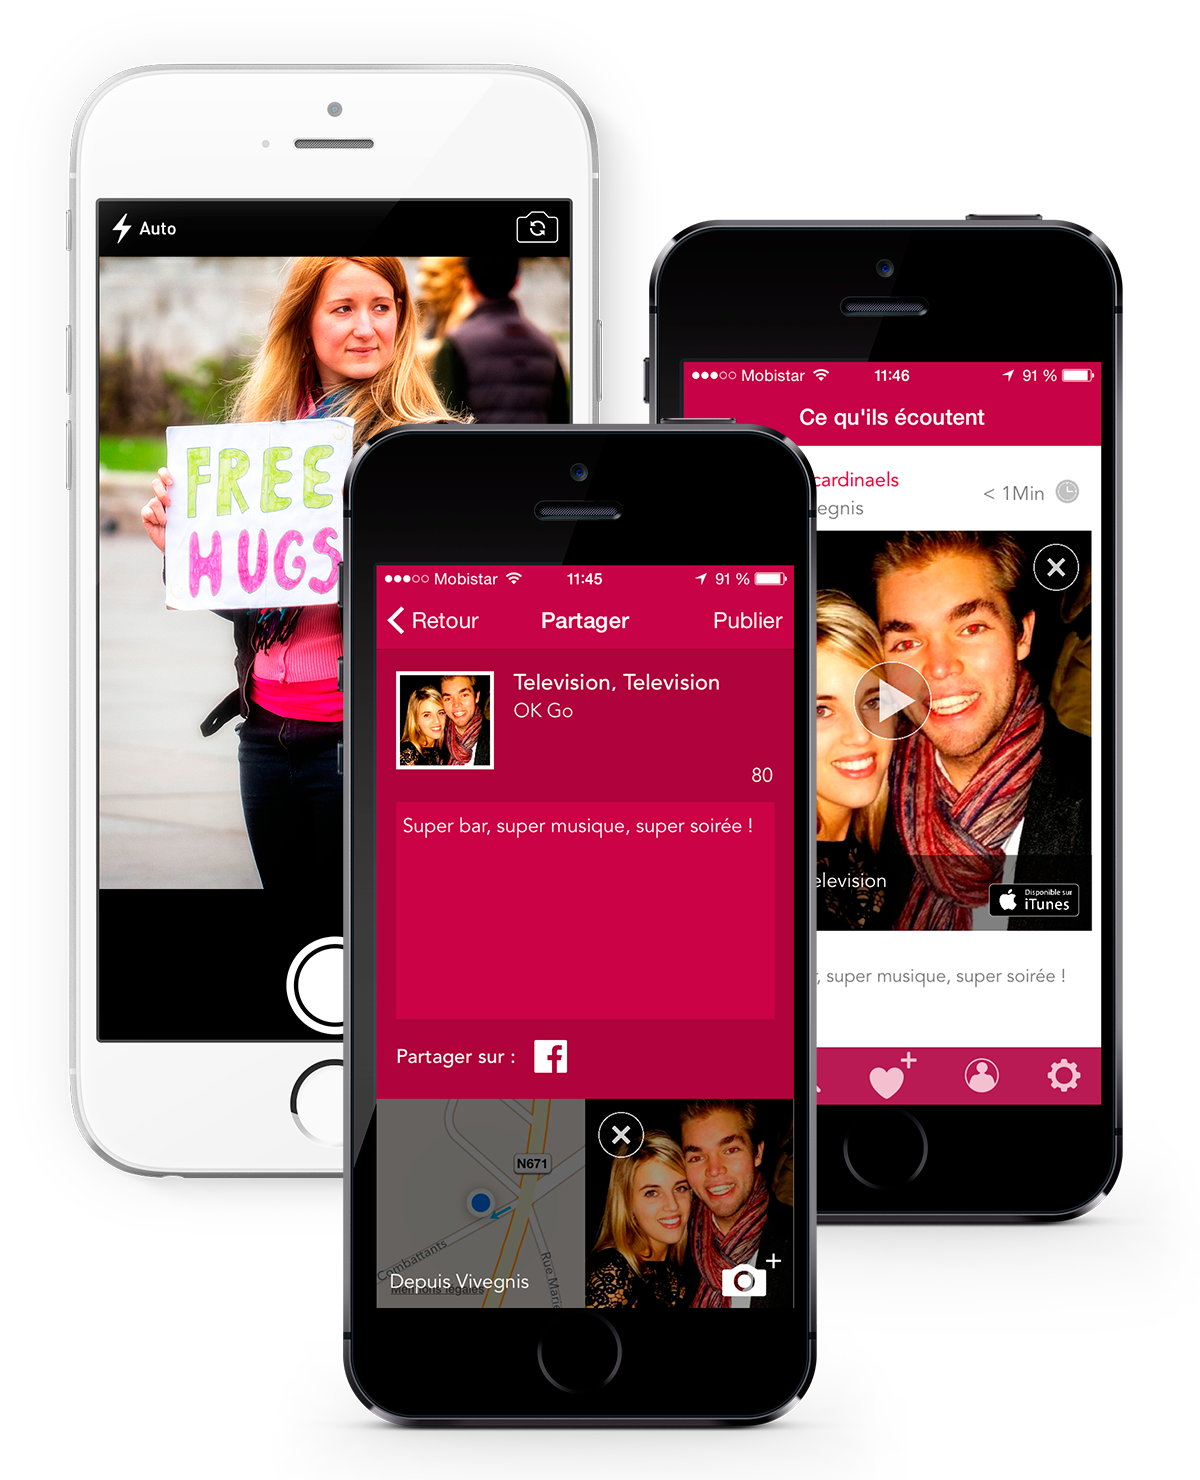 Auto
FREE
HUGS
Mobistar 11:45 91 %
Retour Partager Publier
Television, Television
OK Go
80
Super bar, super musique, super soirée !
Partager sur :
N671
Combattants
Rue Marie
Depuis Vivegnis
Mentions légales
Mobistar 11:46 91 %
Ce qu'ils écoutent
cardinaels
egnis
< 1Min
elevision
Disponible sur
iTunes
, super musique, super soirée !